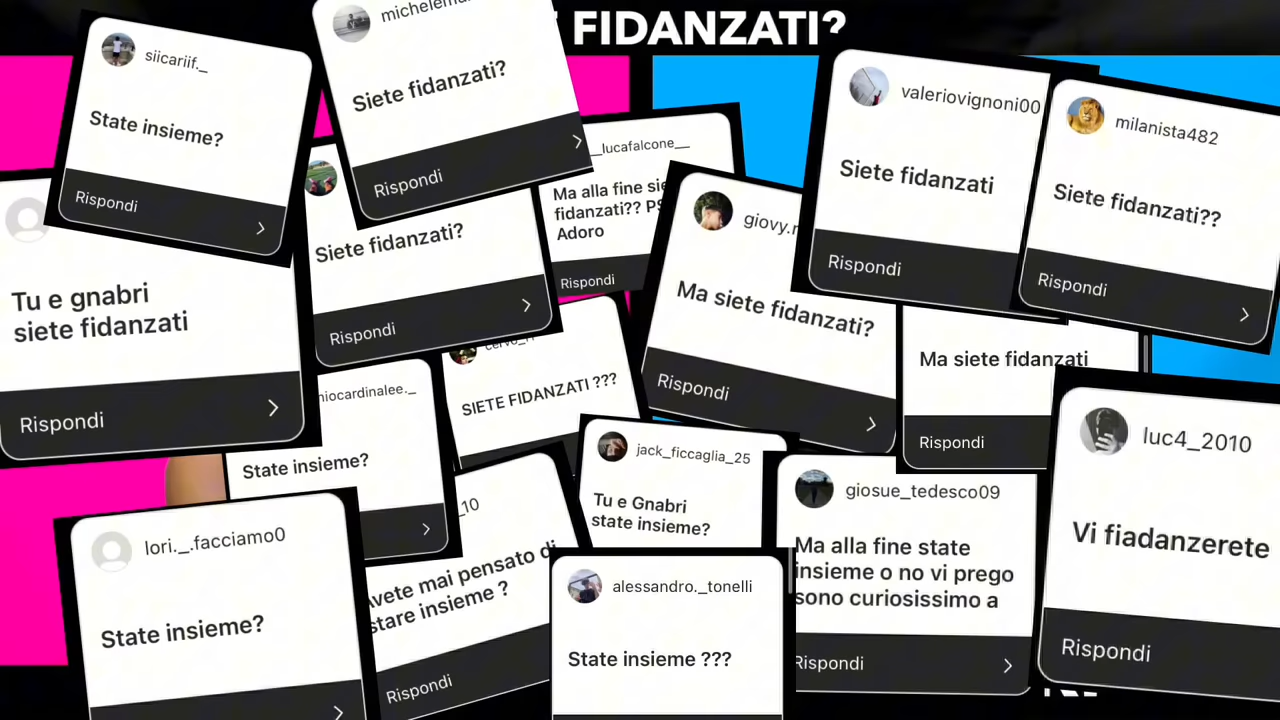 FIDANZATI?
siicariif._
State insieme?
Rispondi
Siete fidanzati?
Rispondi
Tu e gnabri
siete fidanzati
Rispondi
Siete fidanzati?
Rispondi
__lucafalcone__
Ma alla fine
fidanzati??
Adoro
Rispondi
Ma siete fidanzati?
Rispondi
valeriovignoni00
Siete fidanzati
Rispondi
milanista482
Siete fidanzati??
Rispondi
Ma siete fidanzati
Rispondi
SIETE FIDANZATI ???
State insieme?
jack_ficcaglia_25
Tu e Gnabri
state insieme?
giosue_tedesco09
Ma alla fine state
insieme o no vi prego
sono curiosissimo a
Rispondi
luc4_2010
Vi fiadanzerete
Rispondi
lori._.facciamo0
State insieme?
Avete mai pensato di
stare insieme ?
Rispondi
alessandro._tonelli
State insieme ???